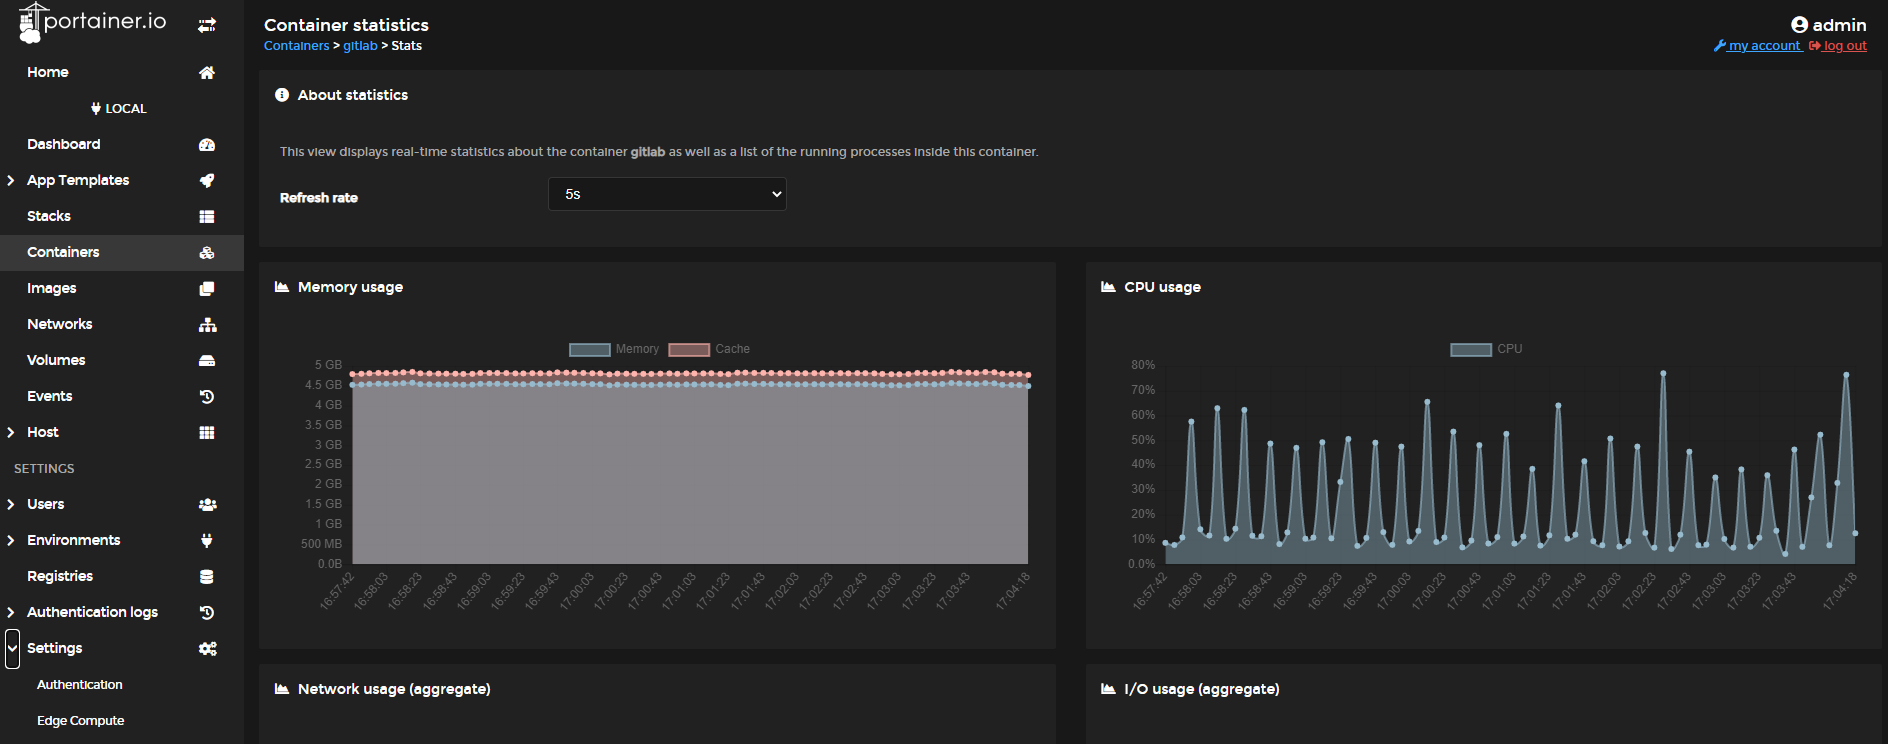 portainer.io
Home
LOCAL
Dashboard
App Templates
Stacks
Containers
Images
Networks
Volumes
Events
Host
SETTINGS
Users
Environments
Registries
Authentication logs
Settings
Authentication
Edge Compute
Container statistics
Containers > gitlab > Stats
admin
my account log out
About statistics
This view displays real-time statistics about the container gitlab as well as a list of the running processes inside this container.
Refresh rate
5s
Memory usage
Memory Cache
5 GB
4.5 GB
4 GB
3.5 GB
3 GB
2.5 GB
2 GB
1.5 GB
1 GB
500 MB
0.0B
16:57:42 16:58:03 16:58:23 16:58:43 16:59:03 16:59:23 16:59:43 17:00:03 17:00:23 17:00:43 17:01:03 17:01:23 17:01:43 17:02:03 17:02:23 17:02:43 17:03:03 17:03:23 17:03:43 17:04:18
CPU usage
CPU
80%
70%
60%
50%
40%
30%
20%
10%
0.0%
16:57:42 16:58:03 16:58:23 16:58:43 16:59:03 16:59:23 16:59:43 17:00:03 17:00:23 17:00:43 17:01:03 17:01:23 17:01:43 17:02:03 17:02:23 17:02:43 17:03:03 17:03:23 17:03:43 17:04:18
Network usage (aggregate)
I/O usage (aggregate)